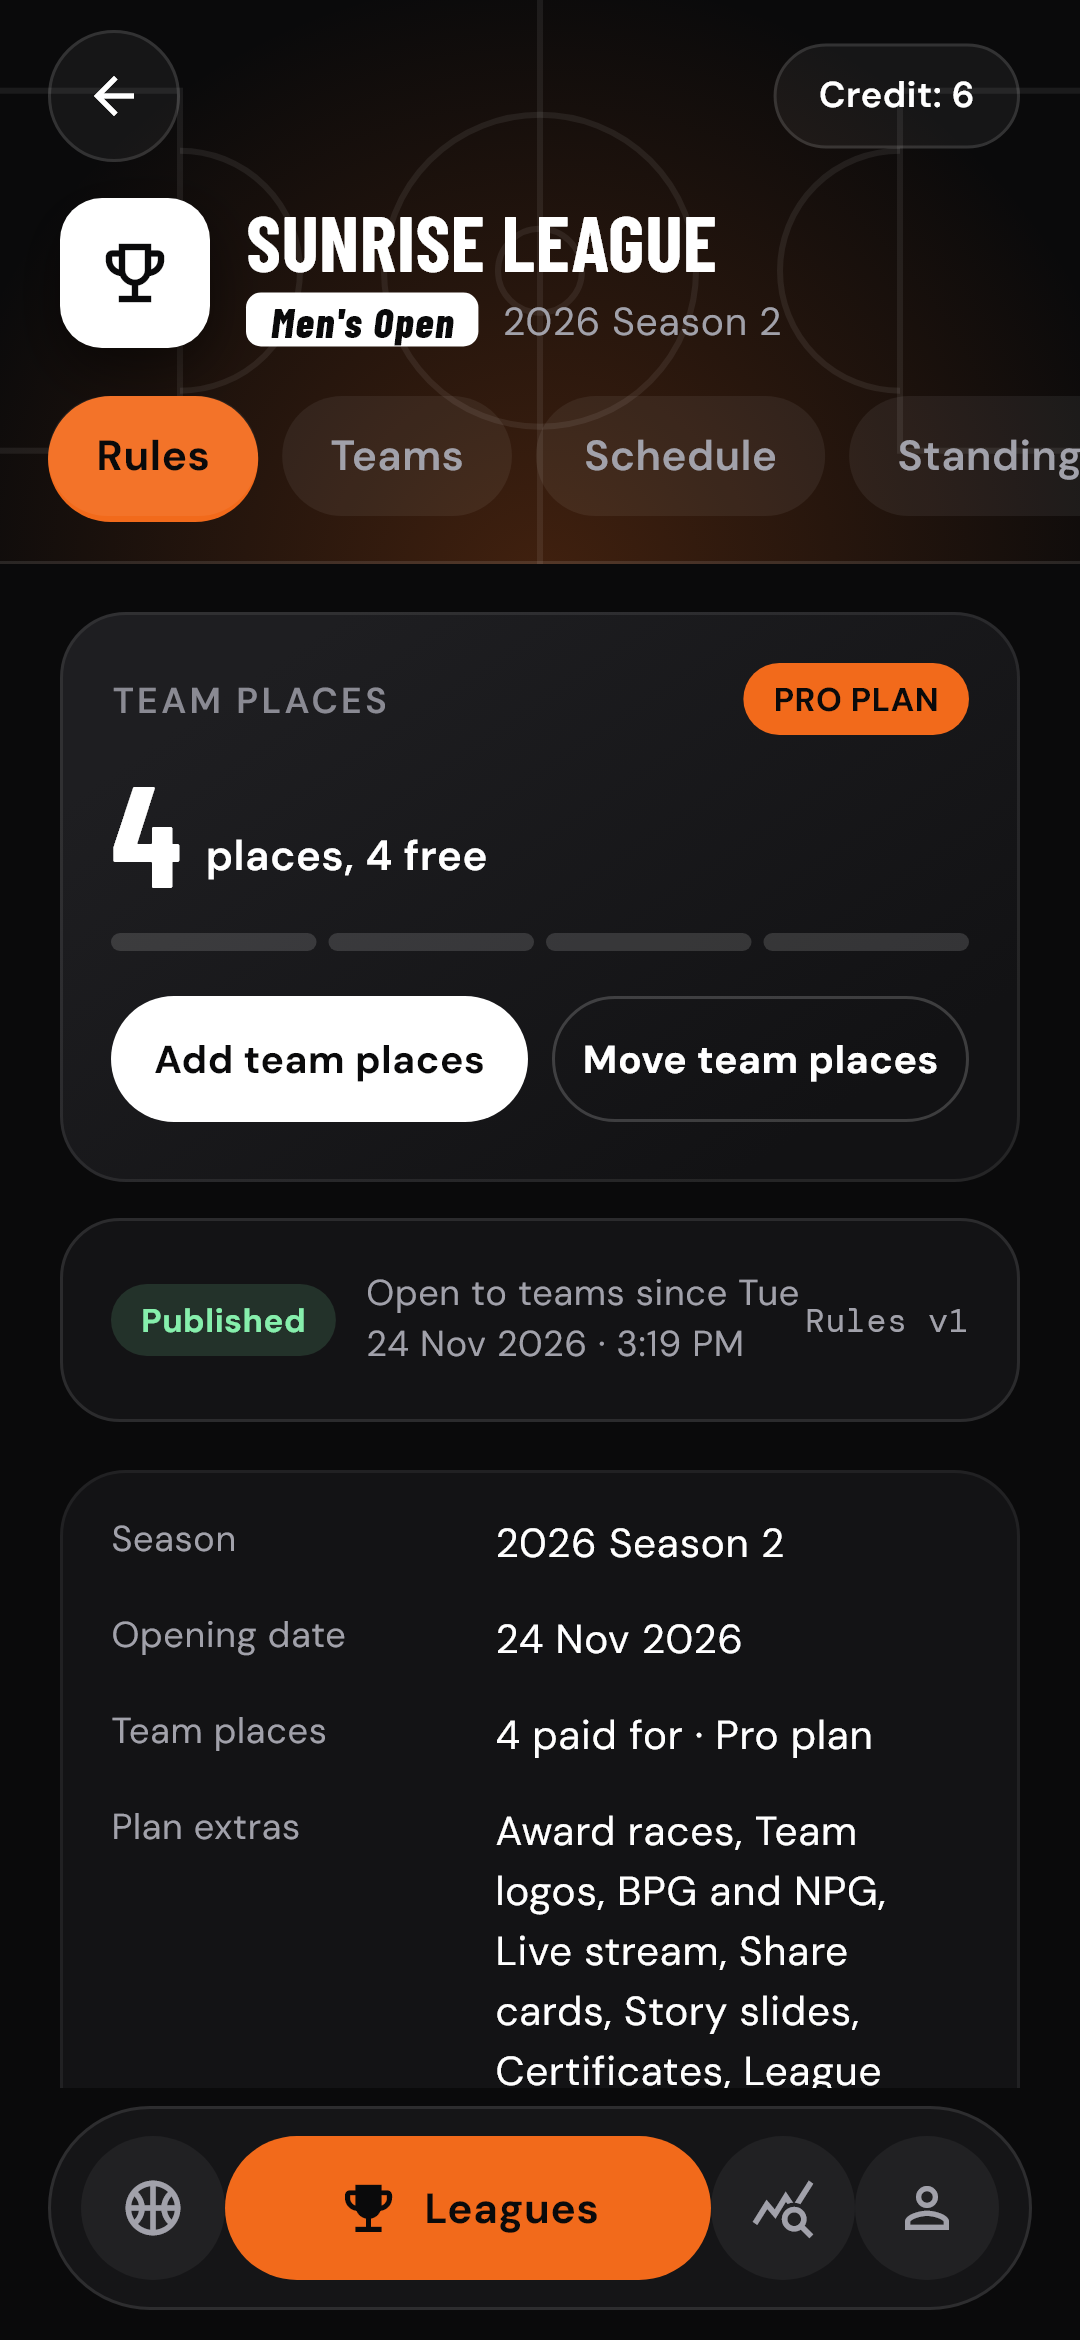 Credit: 6
SUNRISE LEAGUE
Men's Open 2026 Season 2
Rules Teams Schedule Standing
TEAM PLACES PRO PLAN
4 places, 4 free
Add team places Move team places
Published Open to teams since Tue
24 Nov 2026 · 3:19 PM Rules v1
Season 2026 Season 2
Opening date 24 Nov 2026
Team places 4 paid for · Pro plan
Plan extras Award races, Team
logos, BPG and NPG,
Live stream, Share
cards, Story slides,
Certificates, League
Leagues